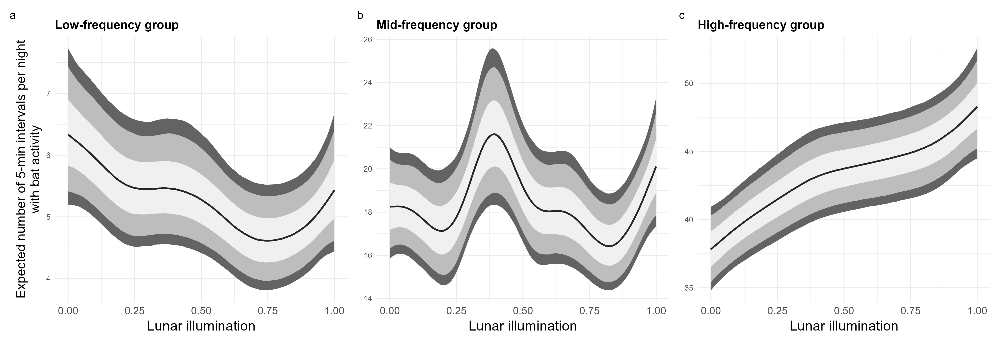 a
Low-frequency group
Expected number of 5-min intervals per night
with bat activity
7
6
5
4
0.00 0.25 0.50 0.75 1.00
Lunar illumination
b
Mid-frequency group
26
24
22
20
18
16
14
0.00 0.25 0.50 0.75 1.00
Lunar illumination
c
High-frequency group
50
45
40
35
0.00 0.25 0.50 0.75 1.00
Lunar illumination